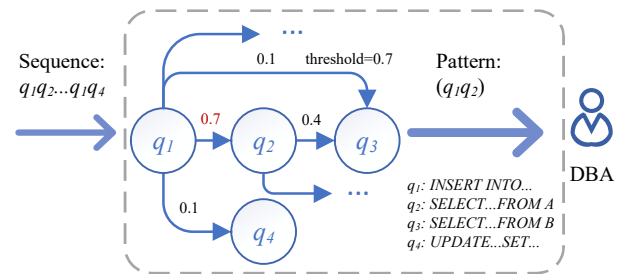 Sequence:
q1q2...q1q4
...
0.1 threshold=0.7
Pattern:
(q1q2)
q1
0.7
q2
0.4
q3
...
0.1
q4
q1: INSERT INTO...
q2: SELECT...FROM A
q3: SELECT...FROM B
q4: UPDATE...SET...
DBA